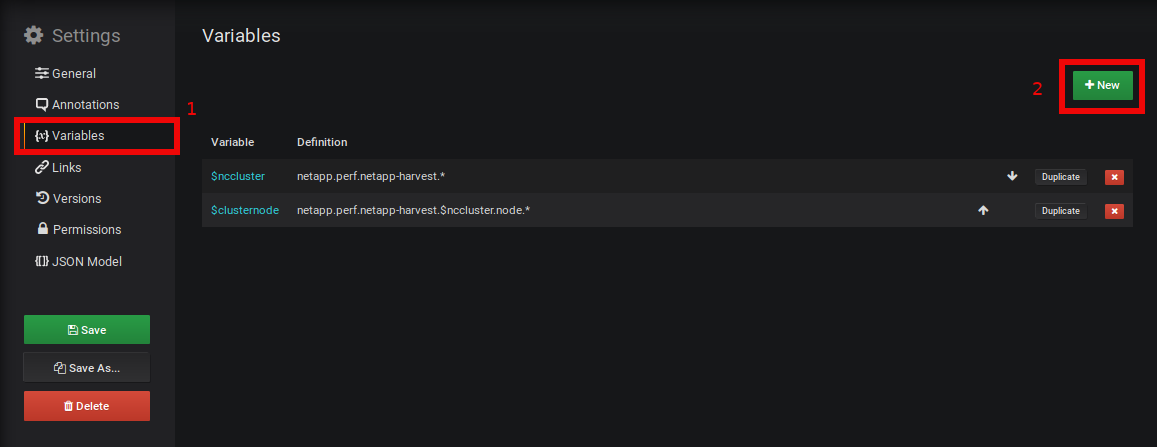 Settings
General
Annotations
1
Variables
Links
Versions
Permissions
JSON Model
Save
Save As...
Delete
Variables
2
New
Variable Definition
$nccluster netapp.perf.netapp-harvest.* Duplicate
$clusternode netapp.perf.netapp-harvest.$nccluster.node.* Duplicate